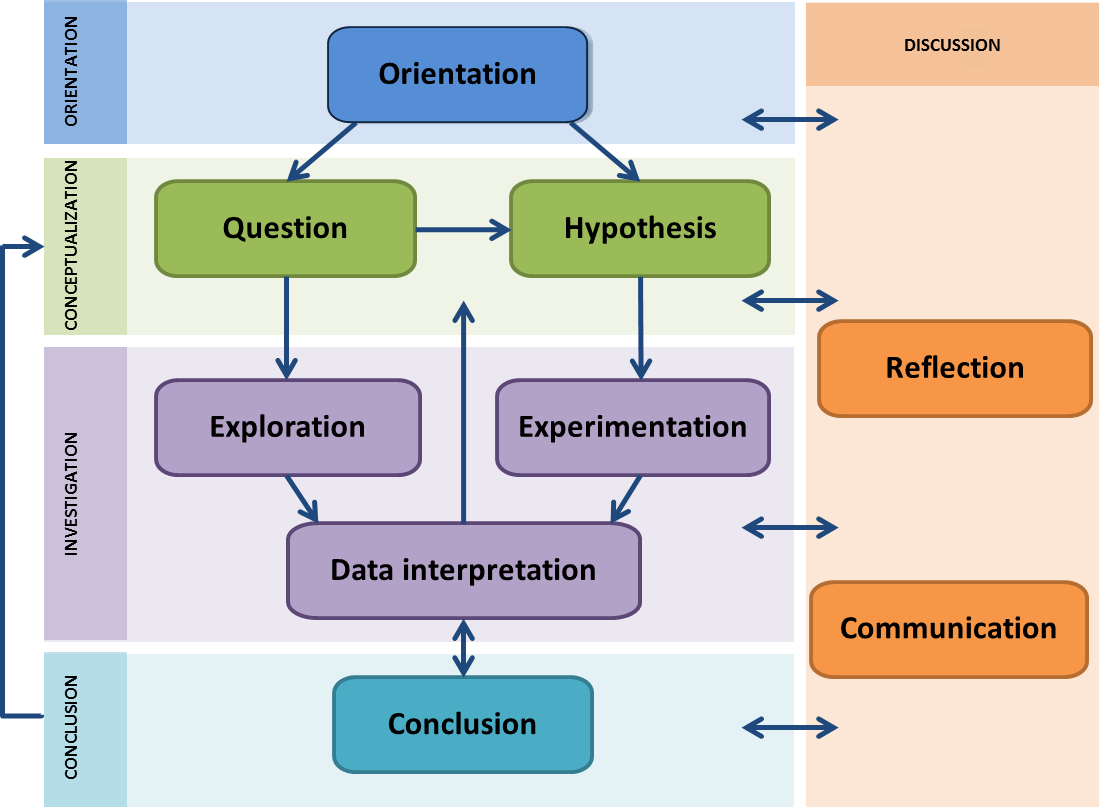 ORIENTATION
Orientation
DISCUSSION
CONCEPTUALIZATION
Question
Hypothesis
Reflection
INVESTIGATION
Exploration
Experimentation
Data interpretation
Communication
CONCLUSION
Conclusion